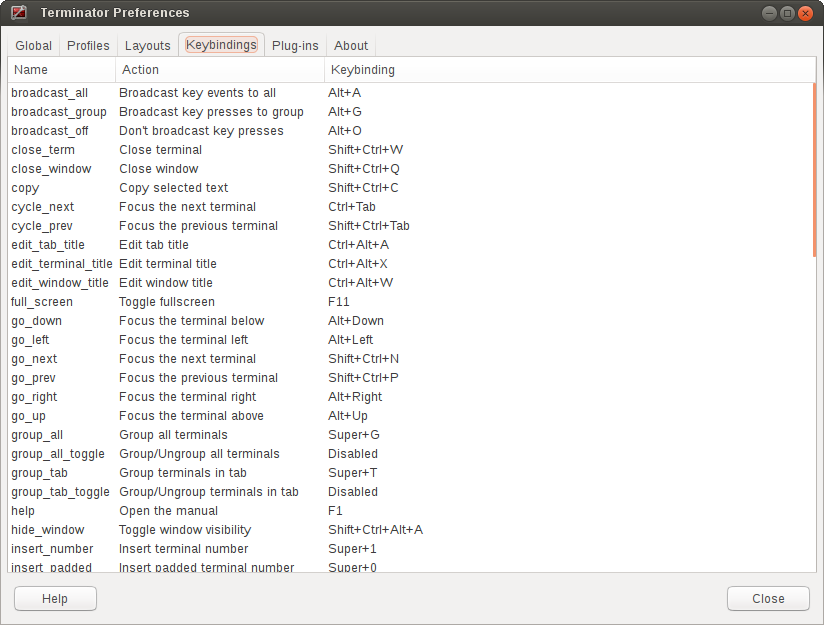 Terminator Preferences
Global Profiles Layouts Keybindings Plug-ins About
Name Action Keybinding
broadcast_all Broadcast key events to all Alt+A
broadcast_group Broadcast key presses to group Alt+G
broadcast_off Don't broadcast key presses Alt+O
close_term Close terminal Shift+Ctrl+W
close_window Close window Shift+Ctrl+Q
copy Copy selected text Shift+Ctrl+C
cycle_next Focus the next terminal Ctrl+Tab
cycle_prev Focus the previous terminal Shift+Ctrl+Tab
edit_tab_title Edit tab title Ctrl+Alt+A
edit_terminal_title Edit terminal title Ctrl+Alt+X
edit_window_title Edit window title Ctrl+Alt+W
full_screen Toggle fullscreen F11
go_down Focus the terminal below Alt+Down
go_left Focus the terminal left Alt+Left
go_next Focus the next terminal Shift+Ctrl+N
go_prev Focus the previous terminal Shift+Ctrl+P
go_right Focus the terminal right Alt+Right
go_up Focus the terminal above Alt+Up
group_all Group all terminals Super+G
group_all_toggle Group/Ungroup all terminals Disabled
group_tab Group terminals in tab Super+T
group_tab_toggle Group/Ungroup terminals in tab Disabled
help Open the manual F1
hide_window Toggle window visibility Shift+Ctrl+Alt+A
insert_number Insert terminal number Super+1
insert_padded Insert padded terminal number Super+0
Help Close